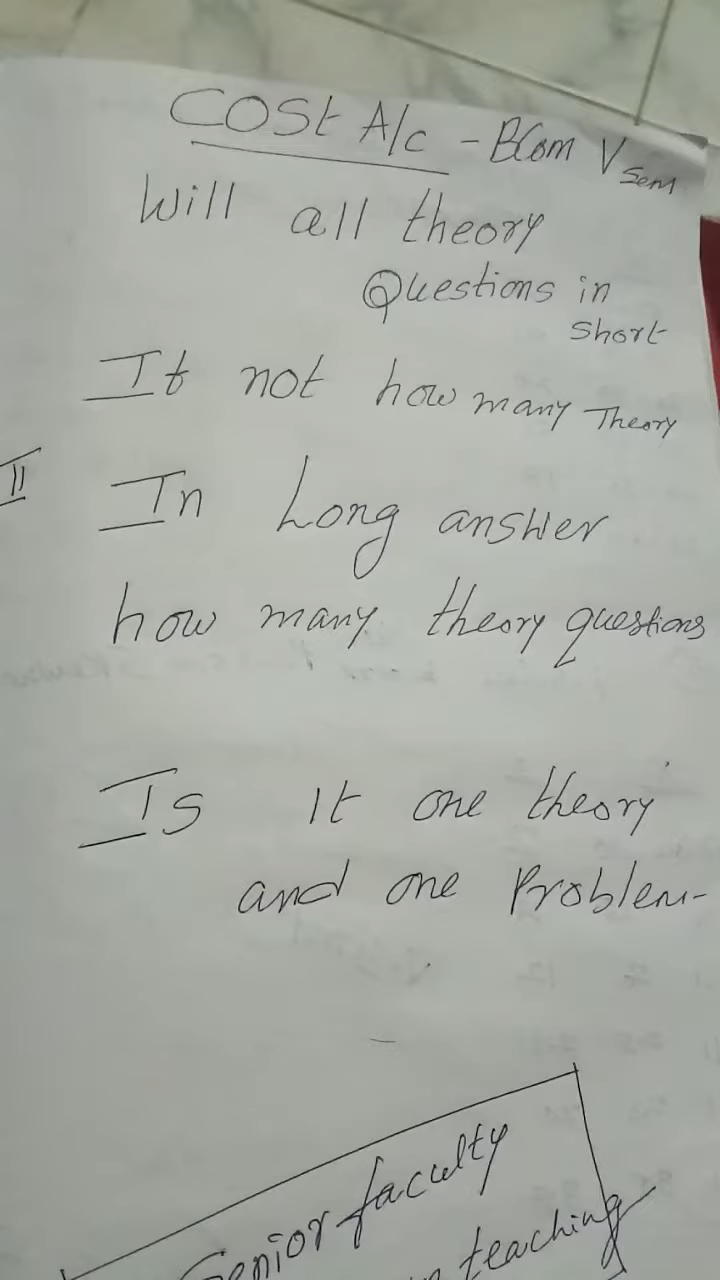 COSt A/c - BCom V Sem
Will all theory
Questions in
Short
If not how many Theory
II In Long answer
how many theory questions
Is it one theory
and one Problem
Senior faculty
teaching